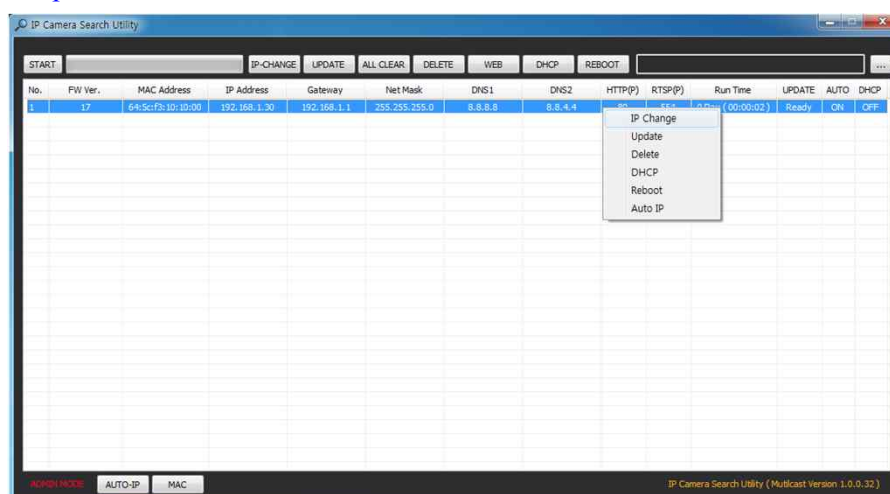 IP Camera Search Utility
START IP-CHANGE UPDATE ALL CLEAR DELETE WEB DHCP REBOOT ...
No. FW Ver. MAC Address IP Address Gateway Net Mask DNS1 DNS2 HTTP(P) RTSP(P) Run Time UPDATE AUTO DHCP
1 17 64:5c:f3:10:10:00 192.168.1.30 192.168.1.1 255.255.255.0 8.8.8.8 8.8.4.4 ( 00:00:02 ) Ready ON OFF
IP Change
Update
Delete
DHCP
Reboot
Auto IP
ADMIN MODE AUTO-IP MAC IP Camera Search Utility ( Mutilcast Version 1.0.0.32 )